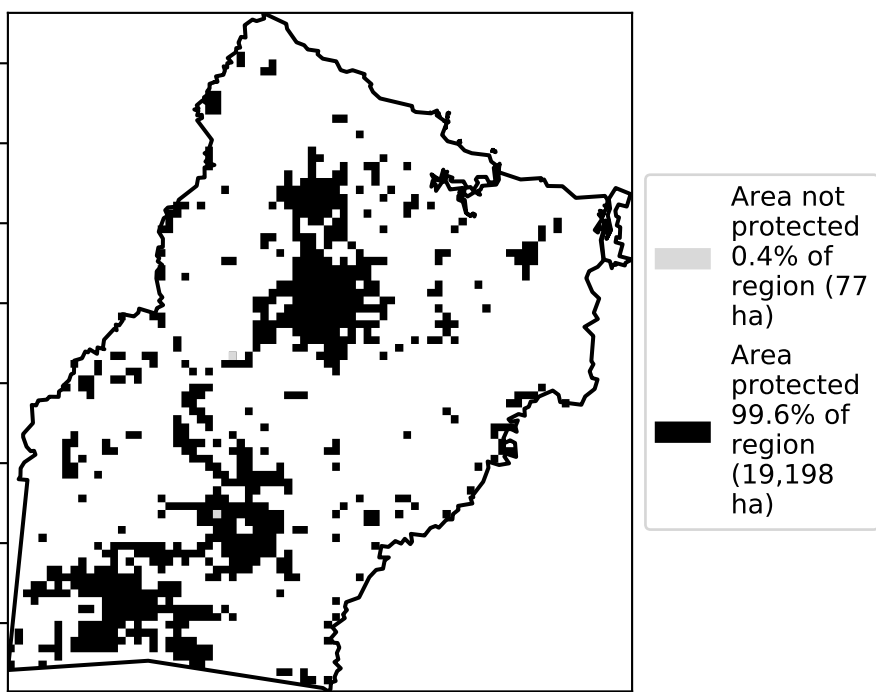 Area not
protected
0.4% of
region (77
ha)
Area
protected
99.6% of
region
(19,198
ha)